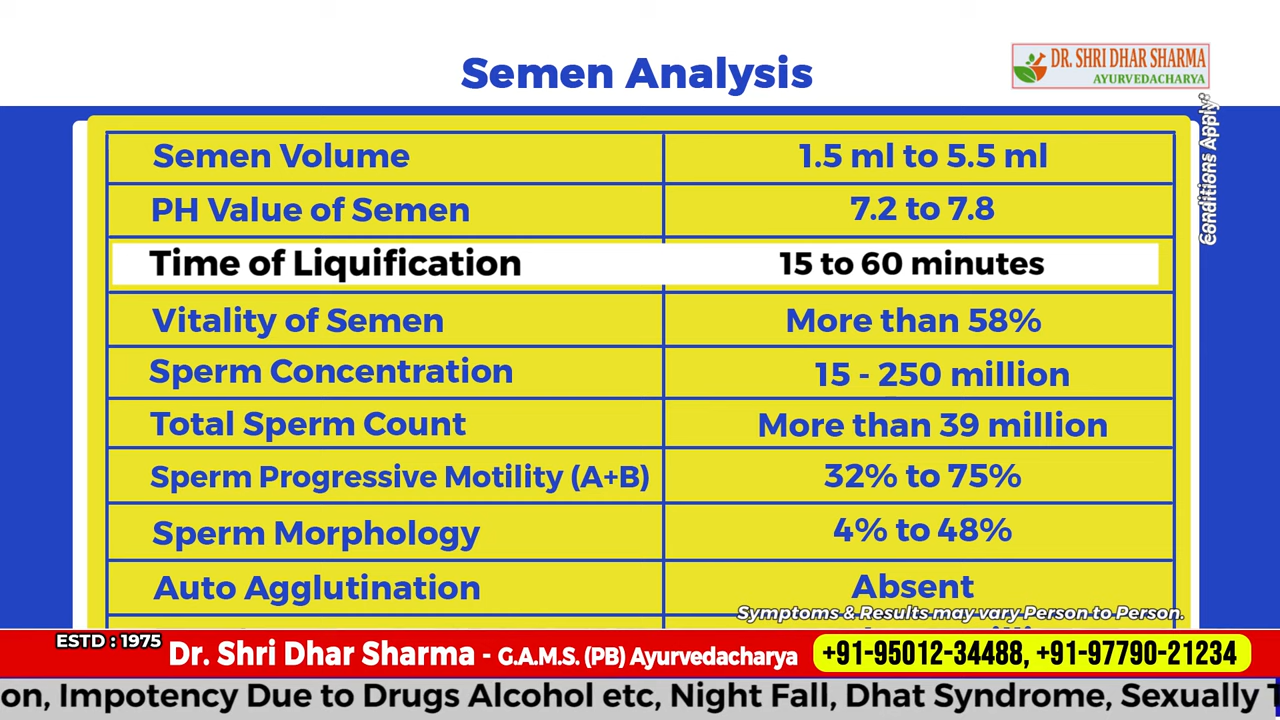 Semen Analysis
DR. SHRI DHAR SHARMA
AYURVEDACHARYA
Conditions Apply*
Semen Volume 1.5 ml to 5.5 ml
PH Value of Semen 7.2 to 7.8
Time of Liquification 15 to 60 minutes
Vitality of Semen More than 58%
Sperm Concentration 15 - 250 million
Total Sperm Count More than 39 million
Sperm Progressive Motility (A+B) 32% to 75%
Sperm Morphology 4% to 48%
Auto Agglutination Absent
Symptoms & Results may vary Person to Person.
ESTD : 1975
Dr. Shri Dhar Sharma - G.A.M.S. (PB) Ayurvedacharya +91-95012-34488, +91-97790-21234
on, Impotency Due to Drugs Alcohol etc, Night Fall, Dhat Syndrome, Sexually T